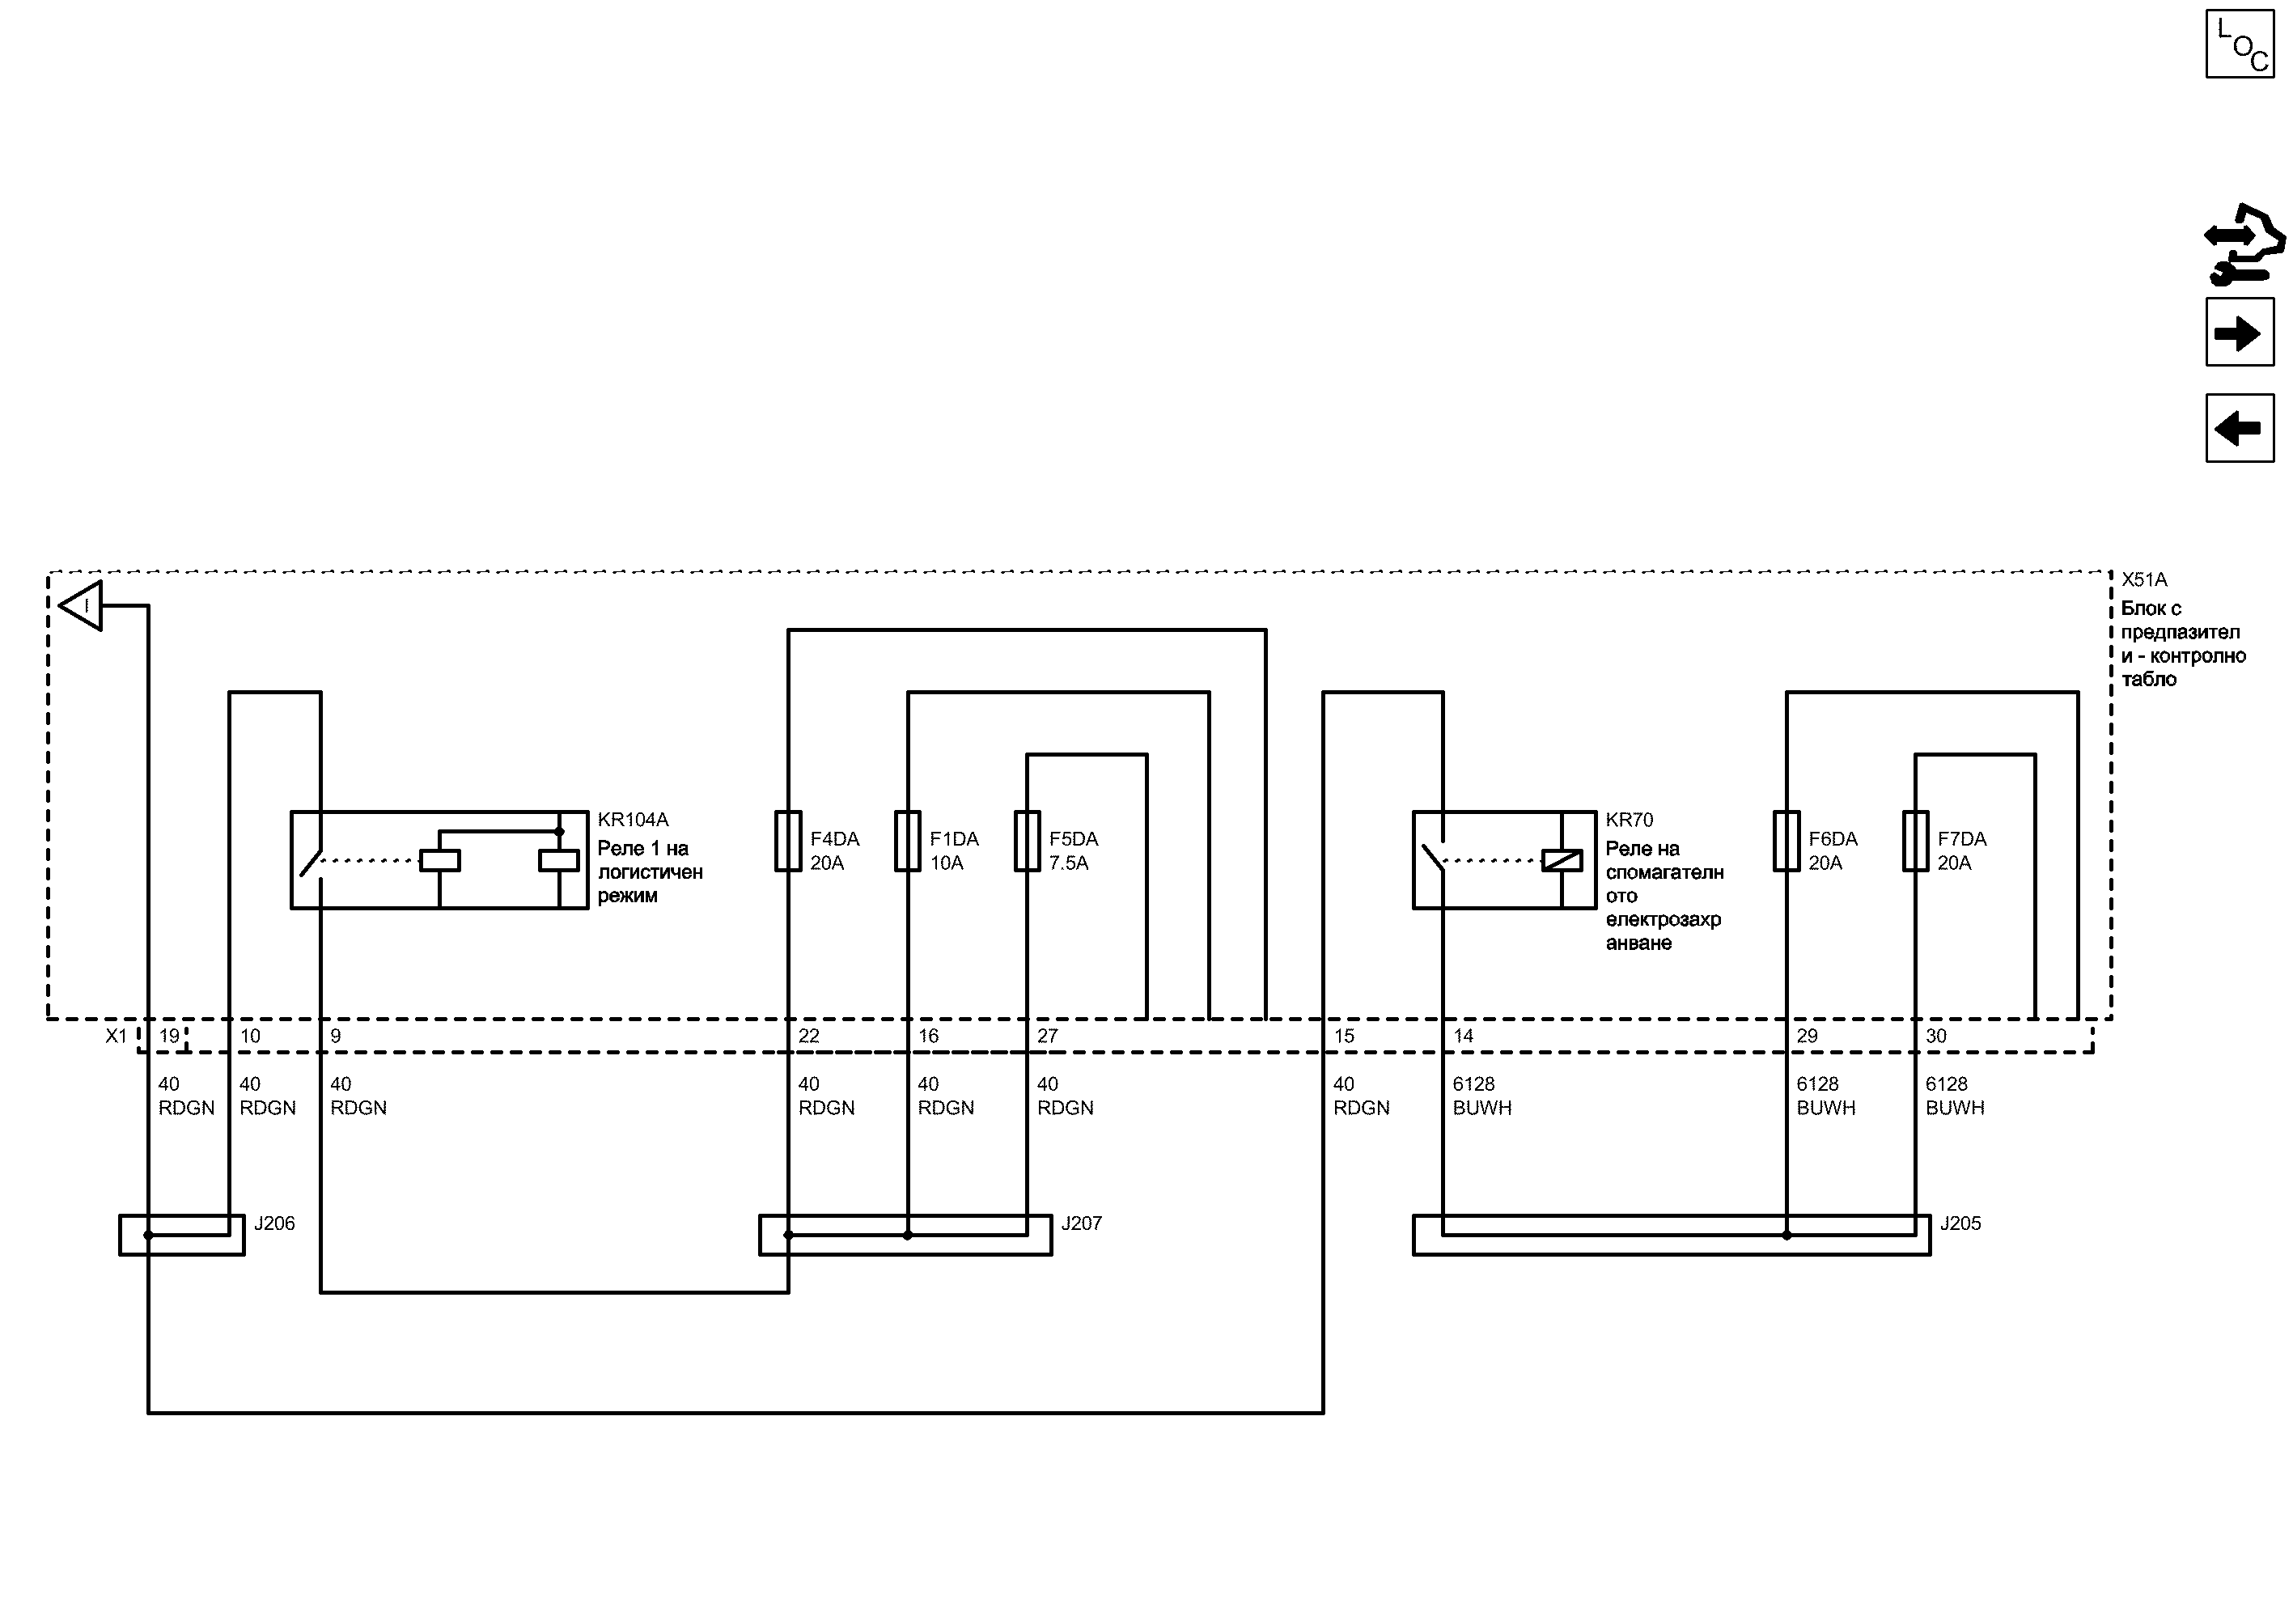 L
O
C
X51A
Блок с
предпазител
и - контролно
табло
I
KR104A
Реле 1 на
логистичен
режим
F4DA
20A
F1DA
10A
F5DA
7.5A
KR70
Реле на
спомагателн
ото
електрозахр
анване
F6DA
20A
F7DA
20A
X1 19 10 9 22 16 27 15 14 29 30
40 40 40 40 40 40 40 6128 6128 6128
RDGN RDGN RDGN RDGN RDGN RDGN RDGN BUWH BUWH BUWH
J206 J207 J205